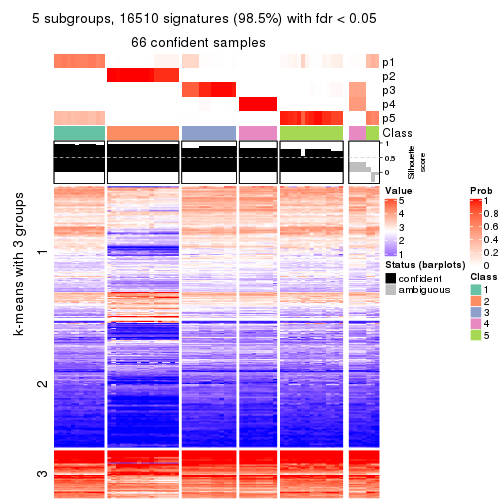 5 subgroups, 16510 signatures (98.5%) with fdr < 0.05
66 confident samples
p1
p2
p3
p4
p5
Class
1
0.5
0
Silhouette
score
k-means with 3 groups
1
2
3
Value
5
4
3
2
1
Status (barplots)
confident
ambiguous
Prob
1
0.8
0.6
0.4
0.2
0
Class
1
2
3
4
5